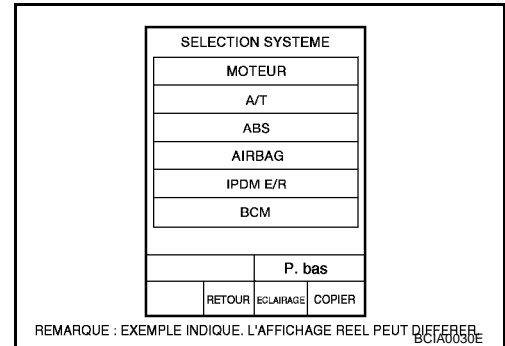 SELECTION SYSTEME
MOTEUR
A/T
ABS
AIRBAG
IPDM E/R
BCM
P. bas
RETOUR ECLAIRAGE COPIER
REMARQUE : EXEMPLE INDIQUE. L'AFFICHAGE REEL PEUT DIFFERER.
BCIA0030E